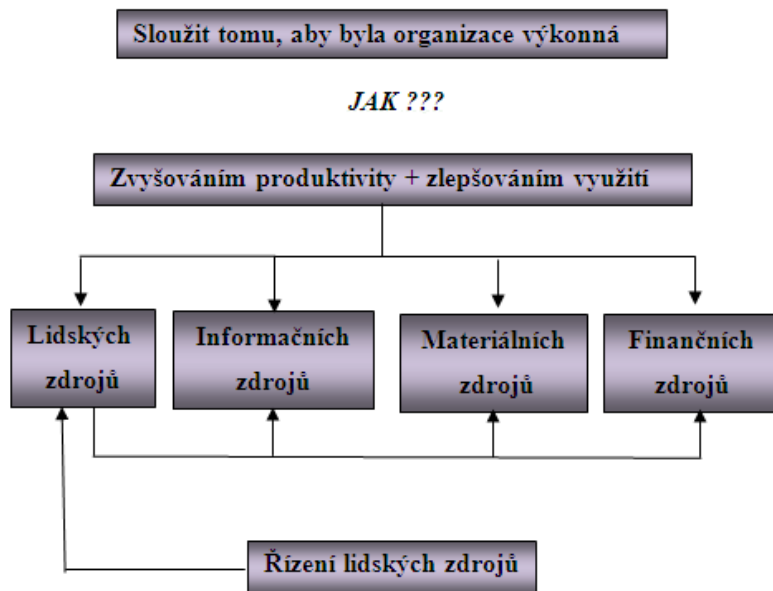 Sloužit tomu, aby byla organizace výkonná
JAK ???
Zvyšováním produktivity + zlepšováním využití
Lidských
zdrojů
Informačních
zdrojů
Materiálních
zdrojů
Finančních
zdrojů
Řízení lidských zdrojů